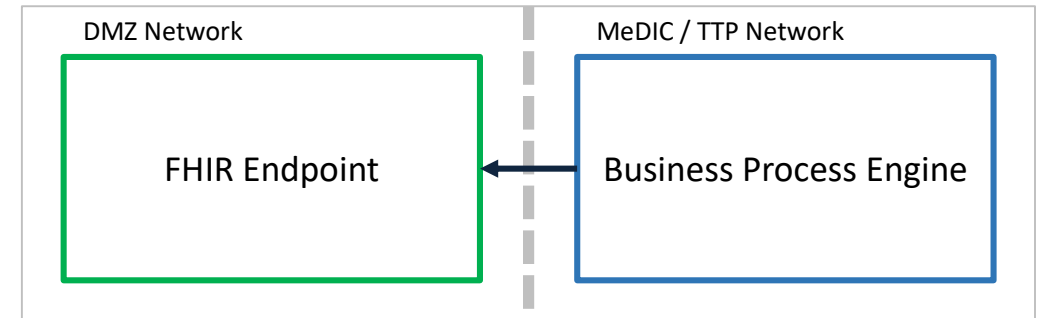 DMZ Network
MeDIC / TTP Network
FHIR Endpoint
Business Process Engine